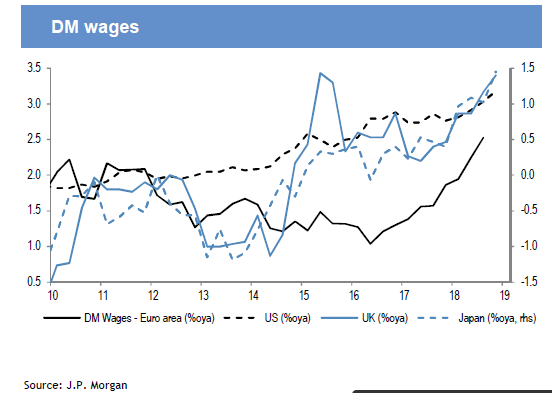 DM wages
3.5 1.5
3.0 1.0
2.5 0.5
2.0 0.0
1.5 -0.5
1.0 -1.0
0.5 -1.5
10 11 12 13 14 15 16 17 18 19
DM Wages - Euro area (%oya) US (%oya) UK (%oya) Japan (%oya, rhs)
Source: J.P. Morgan